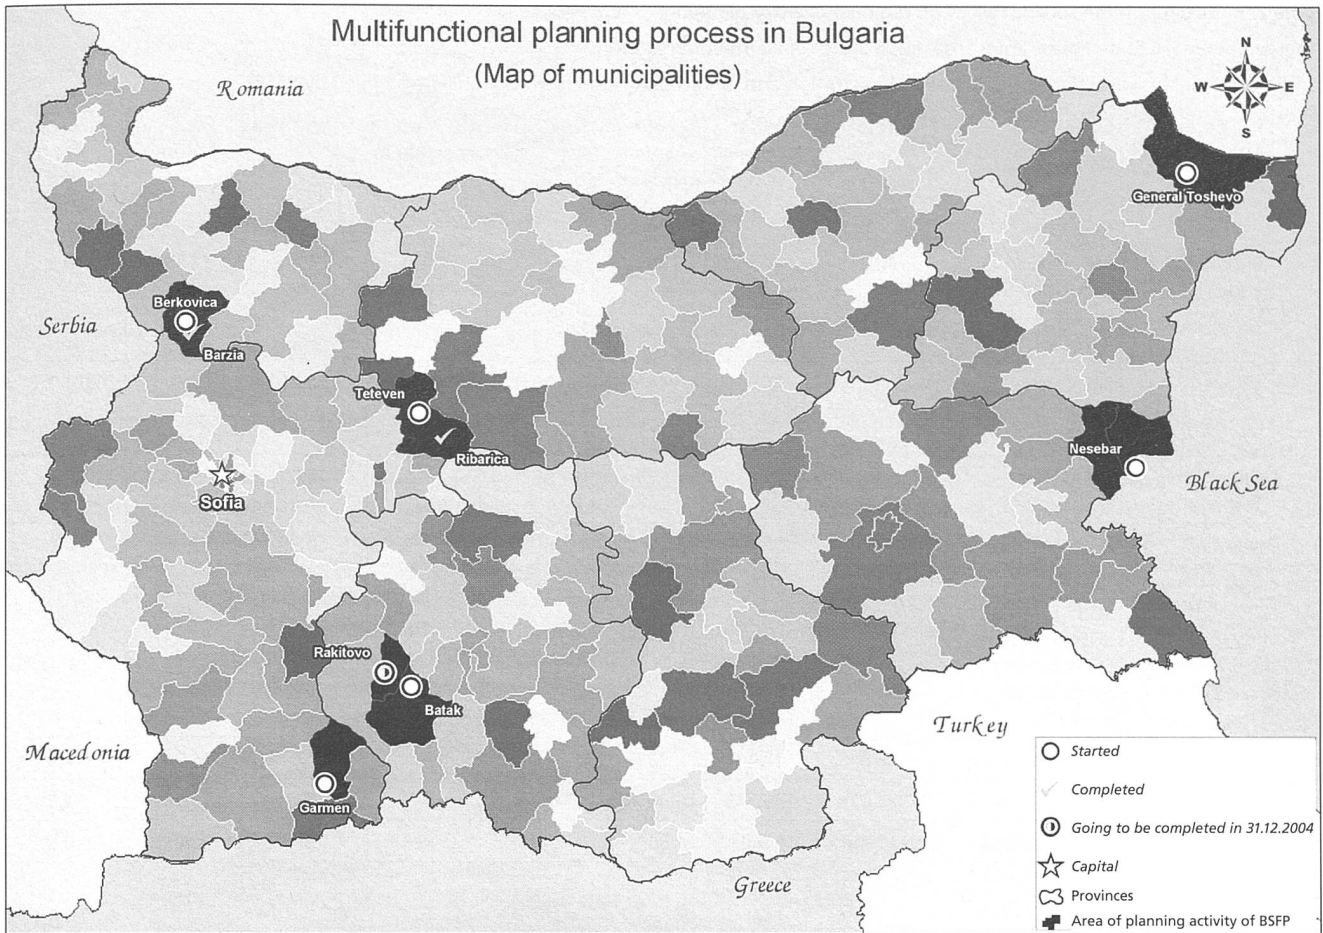 Multifunctional planning process in Bulgaria
(Map of municipalities)
Romania
N
W E
S
General Toshevo
Berkovica
Serbia
Barzia
Teteven
Ribarica
Nesebar
Black Sea
Sofia
Rakitovo
Batak
Turkey
Macedonia
Garmen
Greece
Started
Completed
Going to be completed in 31.12.2004
Capital
Provinces
Area of planning activity of BSFP